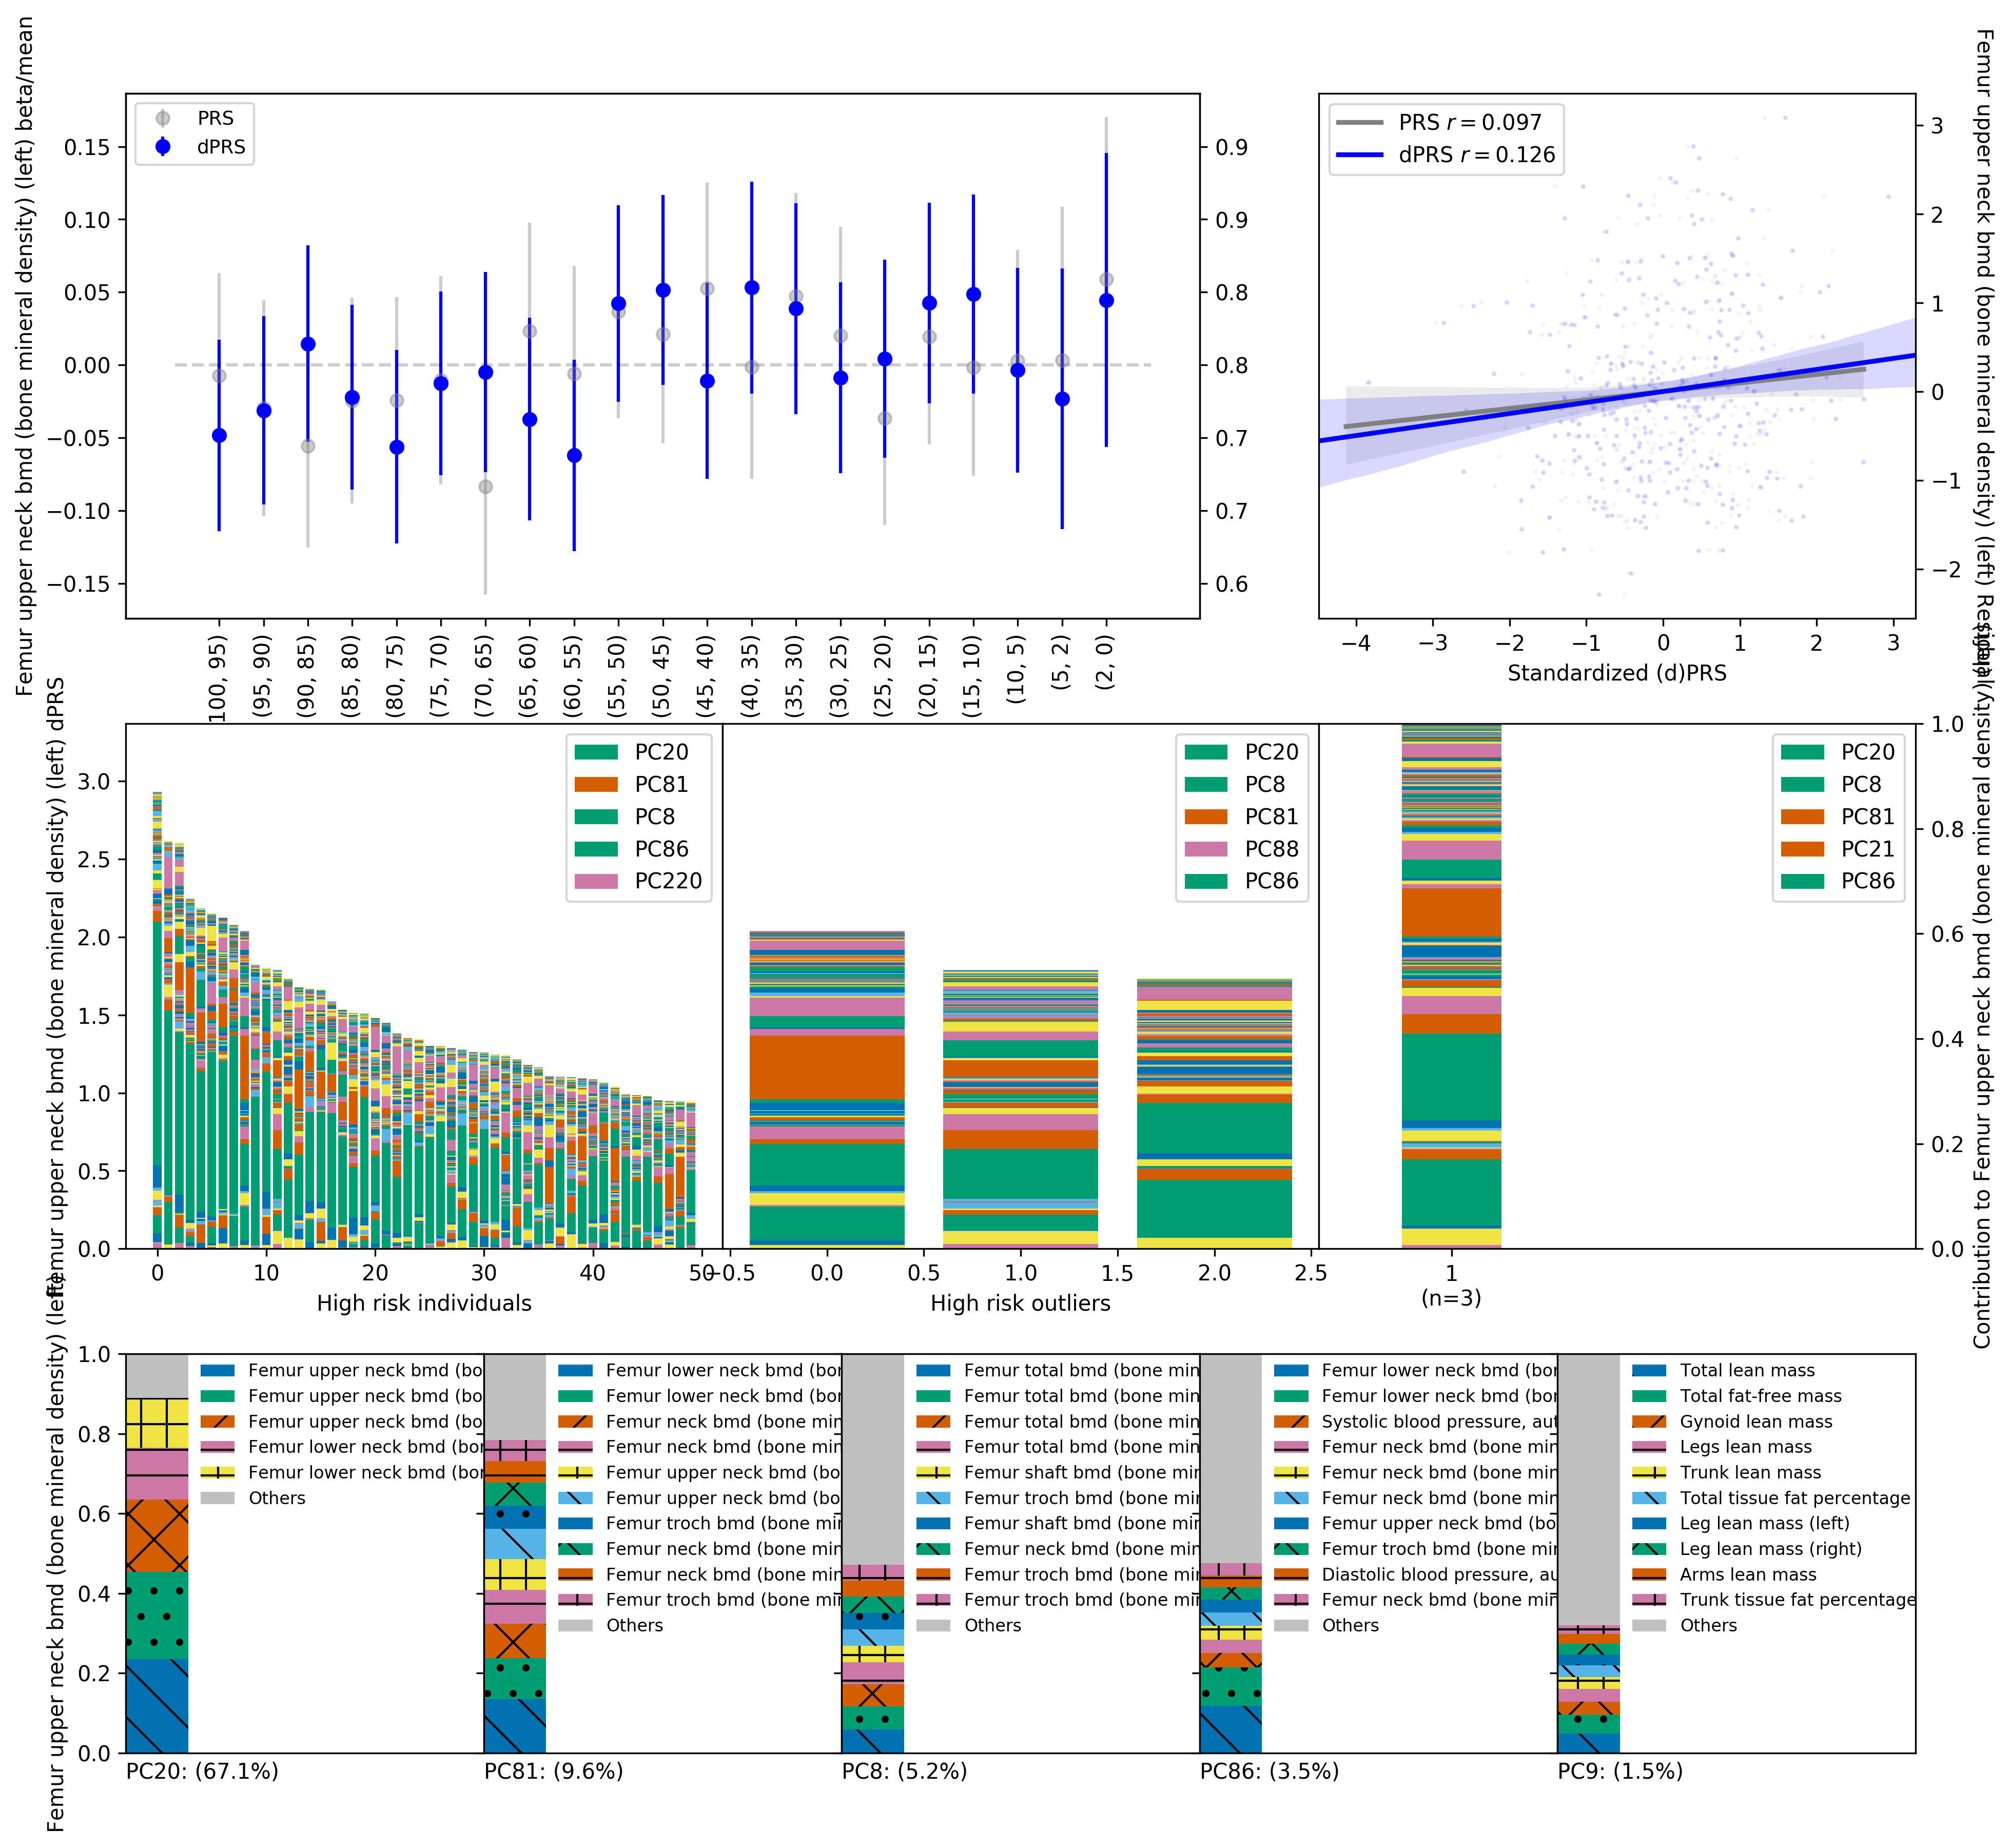 Femur upper neck bmd (bone mineral density) (left) beta/mean
PRS
dPRS
0.15
0.10
0.05
0.00
−0.05
−0.10
−0.15
0.9
0.9
0.8
0.8
0.7
0.7
0.6
100, 95)
(95, 90)
(90, 85)
(85, 80)
(80, 75)
(75, 70)
(70, 65)
(65, 60)
(60, 55)
(55, 50)
(50, 45)
(45, 40)
(40, 35)
(35, 30)
(30, 25)
(25, 20)
(20, 15)
(15, 10)
(10, 5)
(5, 2)
(2, 0)
PRS r = 0.097
dPRS r = 0.126
3
2
1
0
−1
−2
−4
−3
−2
−1
0
1
2
3
Standardized (d)PRS
Femur upper neck bmd (bone mineral density) (left) Residuals
Femur upper neck bmd (bone mineral density) (left) dPRS
3.0
2.5
2.0
1.5
1.0
0.5
0.0
PC20
PC81
PC8
PC86
PC220
0
10
20
30
40
50
High risk individuals
PC20
PC8
PC81
PC88
PC86
−0.5
0.0
0.5
1.0
1.5
2.0
2.5
High risk outliers
PC20
PC8
PC81
PC21
PC86
1.0
0.8
0.6
0.4
0.2
0.0
1
(n=3)
Contribution to Femur upper neck bmd (bone mineral density)
Femur upper neck bmd (bone mineral density) (left)
1.0
0.8
0.6
0.4
0.2
0.0
Femur upper neck bmd (bo
Femur upper neck bmd (bo
Femur upper neck bmd (bo
Femur lower neck bmd (bor
Femur lower neck bmd (bor
Others
PC20: (67.1%)
Femur lower neck bmd (bor
Femur lower neck bmd (bor
Femur neck bmd (bone min
Femur neck bmd (bone min
Femur upper neck bmd (bo
Femur upper neck bmd (bo
Femur troch bmd (bone mir
Femur neck bmd (bone min
Femur neck bmd (bone min
Femur troch bmd (bone mir
Others
PC81: (9.6%)
Femur total bmd (bone min
Femur total bmd (bone min
Femur total bmd (bone min
Femur total bmd (bone min
Femur shaft bmd (bone mir
Femur troch bmd (bone mir
Femur shaft bmd (bone mir
Femur neck bmd (bone min
Femur troch bmd (bone mir
Femur troch bmd (bone mir
Others
PC8: (5.2%)
Femur lower neck bmd (bor
Femur lower neck bmd (bor
Systolic blood pressure, aut
Femur neck bmd (bone min
Femur neck bmd (bone min
Femur neck bmd (bone min
Femur upper neck bmd (bo
Femur troch bmd (bone mir
Diastolic blood pressure, au
Femur neck bmd (bone min
Others
PC86: (3.5%)
Total lean mass
Total fat-free mass
Gynoid lean mass
Legs lean mass
Trunk lean mass
Total tissue fat percentage
Leg lean mass (left)
Leg lean mass (right)
Arms lean mass
Trunk tissue fat percentage
Others
PC9: (1.5%)